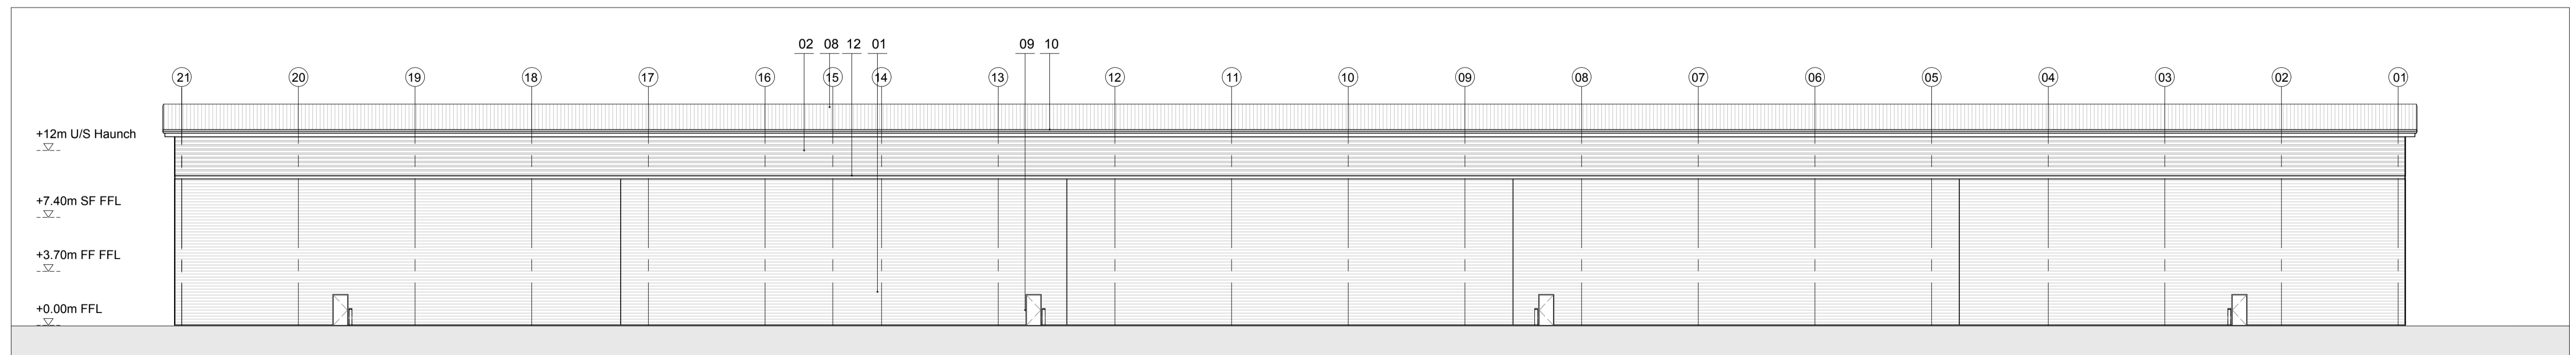 02 08 12 01 09 10
21 20 19 18 17 16 15 14 13 12 11 10 09 08 07 06 05 04 03 02 01
+12m U/S Haunch
+7.40m SF FFL
+3.70m FF FFL
+0.00m FFL